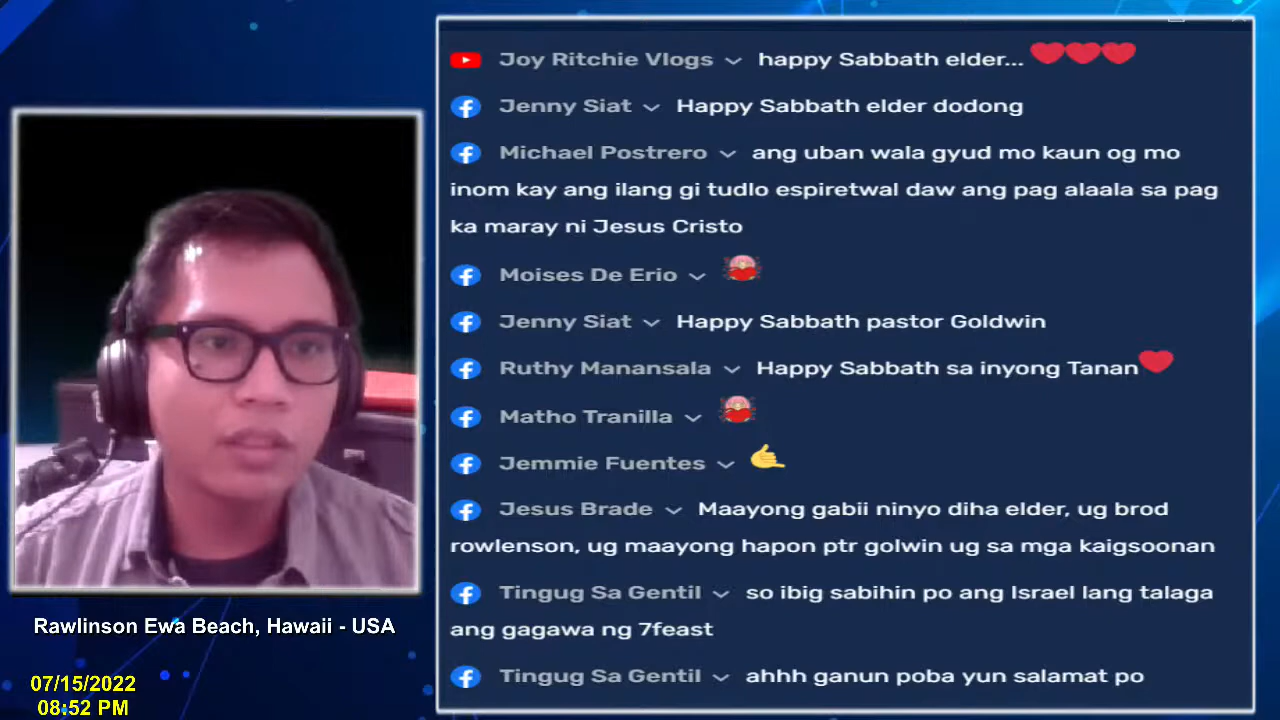 Joy Ritchie Vlogs happy Sabbath elder... ❤❤❤
Jenny Siat Happy Sabbath elder dodong
Michael Postrero ang uban wala gyud mo kaun og mo
inom kay ang ilang gi tudlo espiretwal daw ang pag alaala sa pag
ka maray ni Jesus Cristo
Moises De Erio
Jenny Siat Happy Sabbath pastor Goldwin
Ruthy Manansala Happy Sabbath sa inyong Tanan❤
Matho Tranilla
Jemmie Fuentes 🤙
Jesus Brade Maayong gabii ninyo diha elder, ug brod
rowlenson, ug maayong hapon ptr golwin ug sa mga kaigsoonan
Tingug Sa Gentil so ibig sabihin po ang Israel lang talaga
ang gagawa ng 7feast
Tingug Sa Gentil ahhh ganun poba yun salamat po
Rawlinson Ewa Beach, Hawaii - USA
07/15/2022
08:52 PM